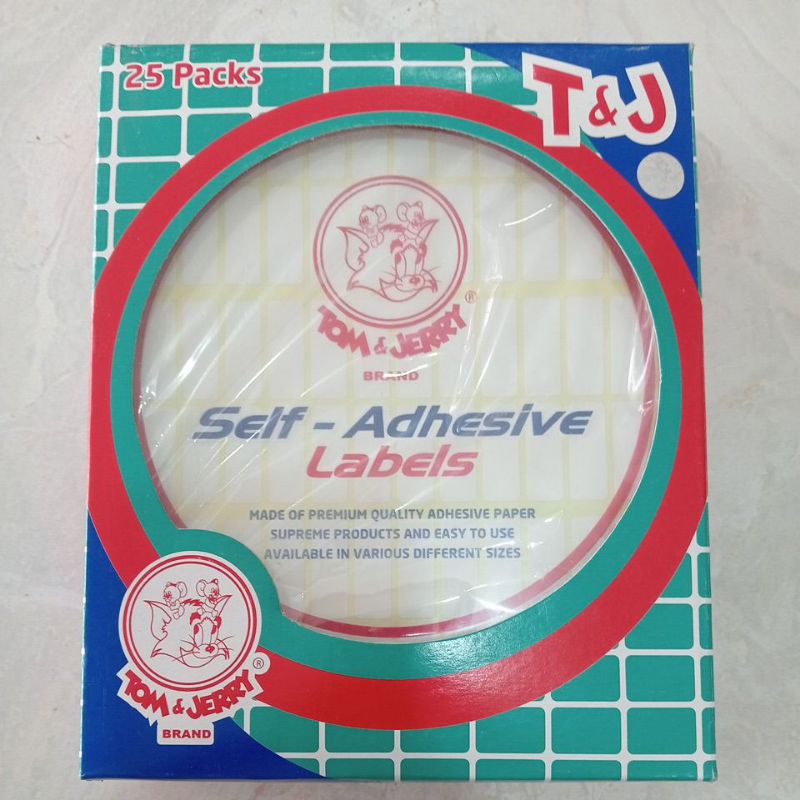 25 Packs
T&J
TOM & JERRY
®
BRAND
Self - Adhesive
Labels
MADE OF PREMIUM QUALITY ADHESIVE PAPER
SUPREME PRODUCTS AND EASY TO USE
AVAILABLE IN VARIOUS DIFFERENT SIZES
TOM & JERRY
®
BRAND